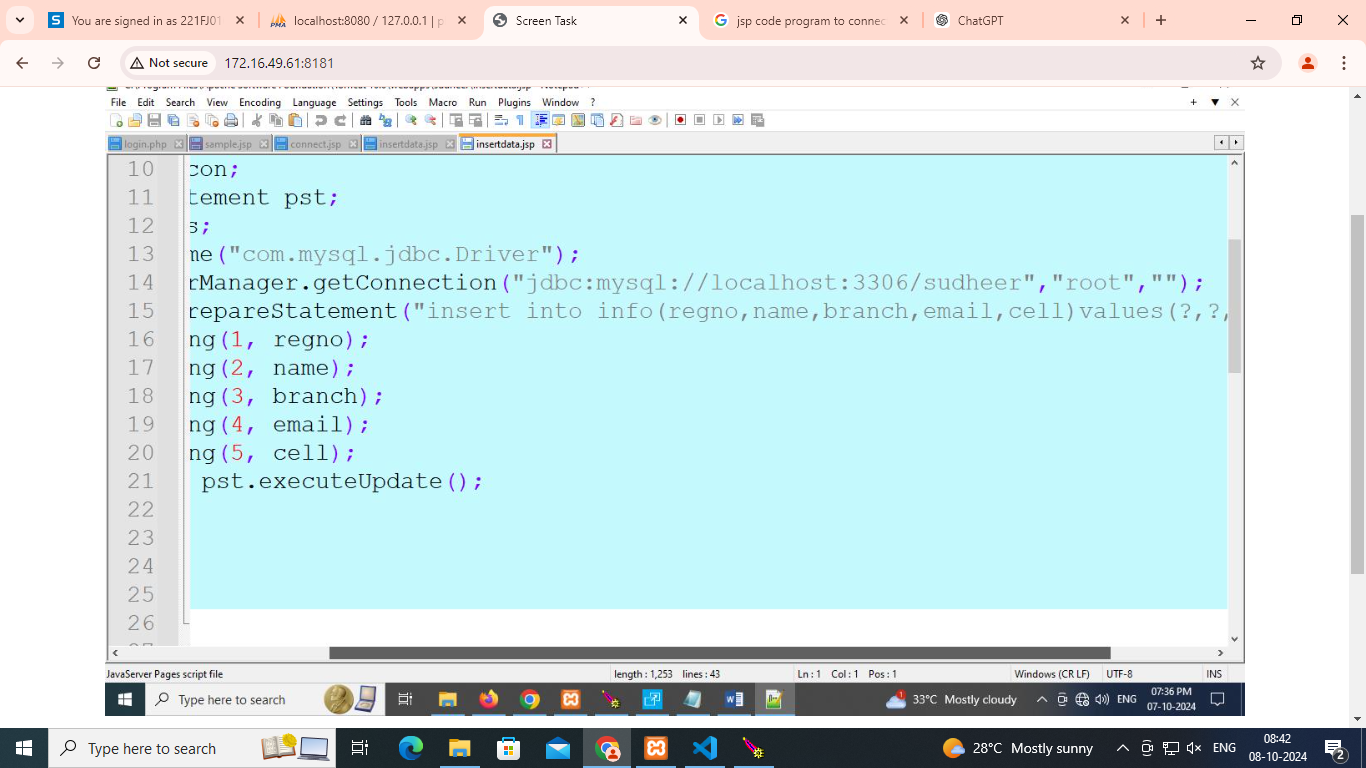 You are signed in as 221FJ01
localhost:8080 / 127.0.0.1 | p
Screen Task
jsp code program to connec
ChatGPT
Not secure
172.16.49.61:8181
File Edit Search View Encoding Language Settings Tools Macro Run Plugins Window ?
login.php sample.jsp connect.jsp insertdata.jsp insertdata.jsp
10 con;
11 tement pst;
12 s;
13 me("com.mysql.jdbc.Driver");
14 rManager.getConnection("jdbc:mysql://localhost:3306/sudheer","root","");
15 repareStatement("insert into info(regno,name,branch,email,cell)values(?,?,
16 ng(1, regno);
17 ng(2, name);
18 ng(3, branch);
19 ng(4, email);
20 ng(5, cell);
21 pst.executeUpdate();
22
23
24
25
26
JavaServer Pages script file length : 1,253 lines : 43 Ln : 1 Col : 1 Pos : 1 Windows (CR LF) UTF-8 INS
Type here to search 33°C Mostly cloudy ENG 07:36 PM
07-10-2024
Type here to search 28°C Mostly sunny ENG 08:42
08-10-2024 2